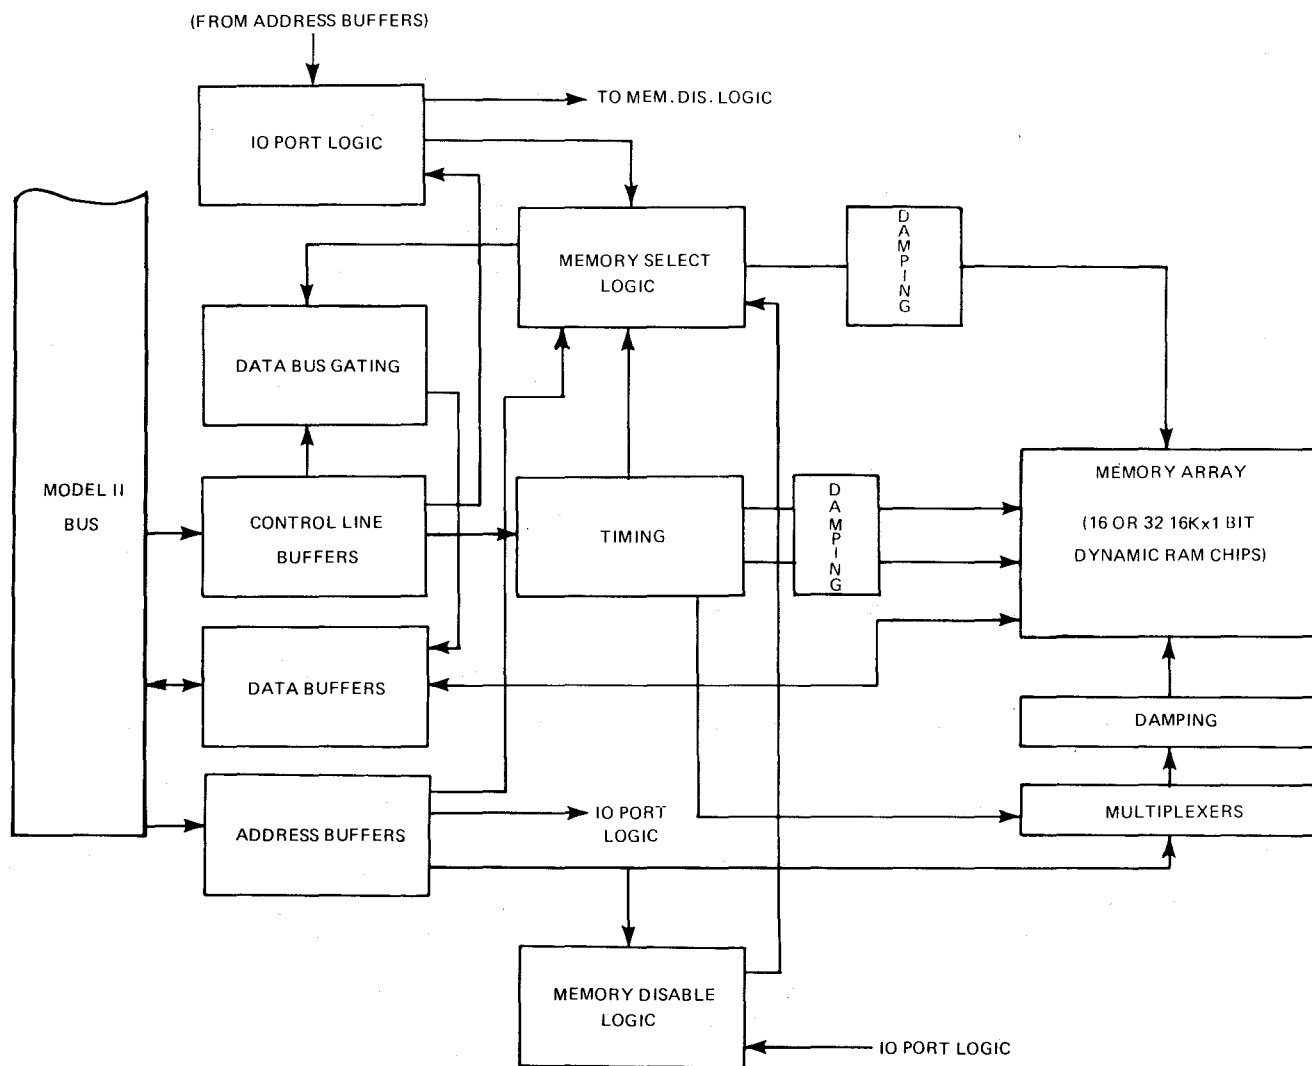 (FROM ADDRESS BUFFERS)
IO PORT LOGIC
TO MEM. DIS. LOGIC
MEMORY SELECT
LOGIC
DAMPING
DATA BUS GATING
MODEL II
BUS
CONTROL LINE
BUFFERS
TIMING
DAMPING
MEMORY ARRAY
(16 OR 32 16Kx1 BIT
DYNAMIC RAM CHIPS)
DATA BUFFERS
DAMPING
ADDRESS BUFFERS
IO PORT
LOGIC
MULTIPLEXERS
MEMORY DISABLE
LOGIC
IO PORT LOGIC